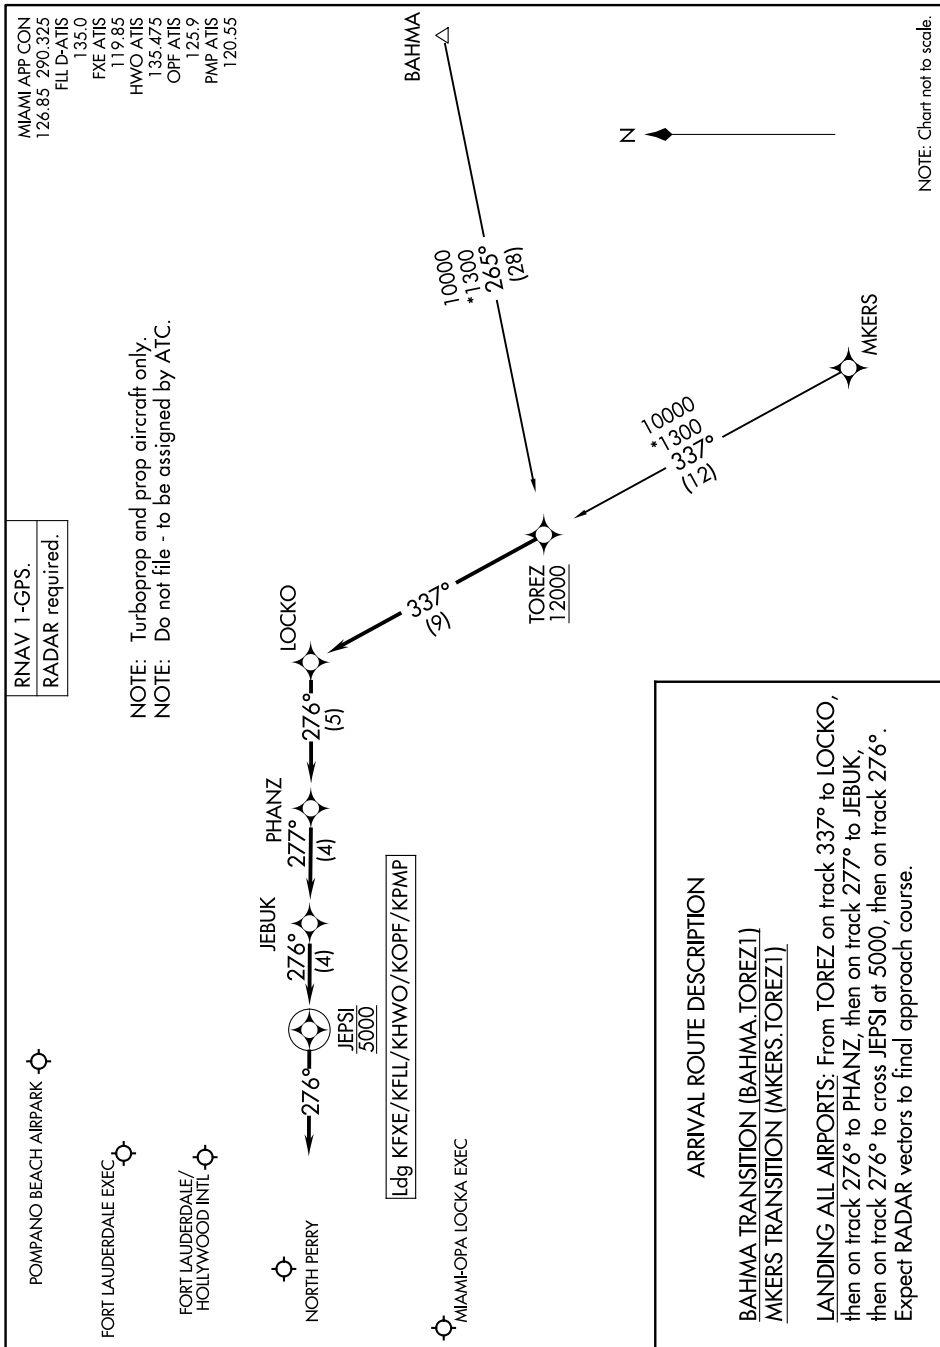 MIAMI APP CON
126.85 290.325
FLL D-ATIS
135.0
FXE ATIS
119.85
HWO ATIS
135.475
OPF ATIS
125.9
PMP ATIS
120.55
RNAV 1-GPS.
RADAR required.
NOTE: Turboprop and prop aircraft only.
NOTE: Do not file - to be assigned by ATC.
POMPANO BEACH AIRPARK
FORT LAUDERDALE EXEC
FORT LAUDERDALE/
HOLLYWOOD INTL
NORTH PERRY
MIAMI-OPA LOCKA EXEC
276°
JEPSI
5000
276°
(4)
JEBUK
277°
(4)
PHANZ
276°
(5)
LOCKO
337°
(9)
TOREZ
12000
10000
*1300
265°
(28)
BAHMA
10000
*1300
337°
(12)
MKERS
N
Ldg KFXE/KFLL/KHWO/KOPF/KPMP
ARRIVAL ROUTE DESCRIPTION
BAHMA TRANSITION (BAHMA.TOREZ1)
MKERS TRANSITION (MKERS.TOREZ1)
LANDING ALL AIRPORTS: From TOREZ on track 337° to LOCKO,
then on track 276° to PHANZ, then on track 277° to JEBUK,
then on track 276° to cross JEPSI at 5000, then on track 276°.
Expect RADAR vectors to final approach course.
NOTE: Chart not to scale.